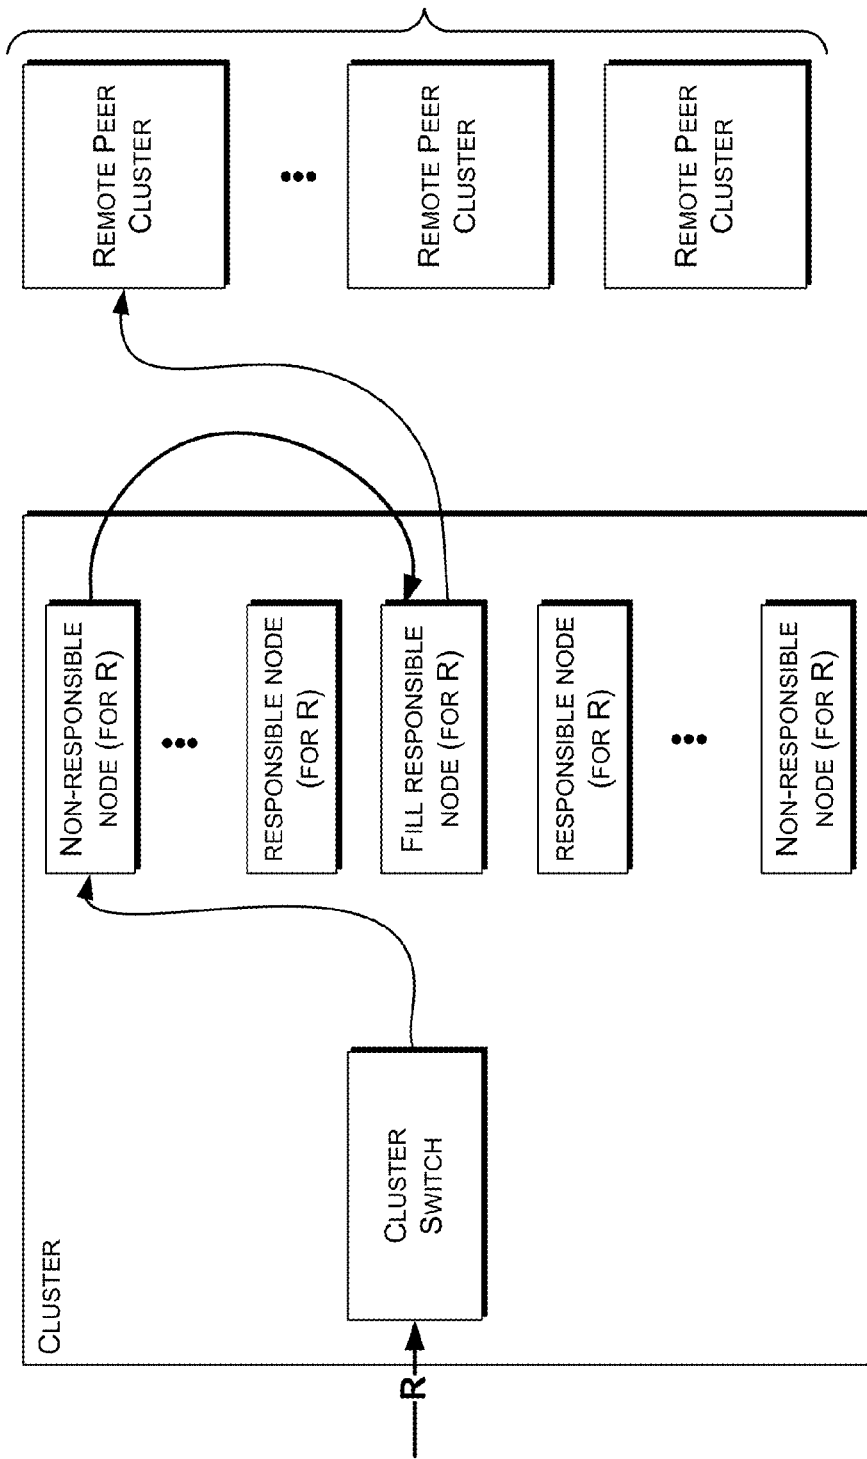 CLUSTER
R
CLUSTER
SWITCH
NON-RESPONSIBLE
NODE (FOR R)
RESPONSIBLE NODE
(FOR R)
FILL RESPONSIBLE
NODE (FOR R)
RESPONSIBLE NODE
(FOR R)
NON-RESPONSIBLE
NODE (FOR R)
REMOTE PEER
CLUSTER
REMOTE PEER
CLUSTER
REMOTE PEER
CLUSTER